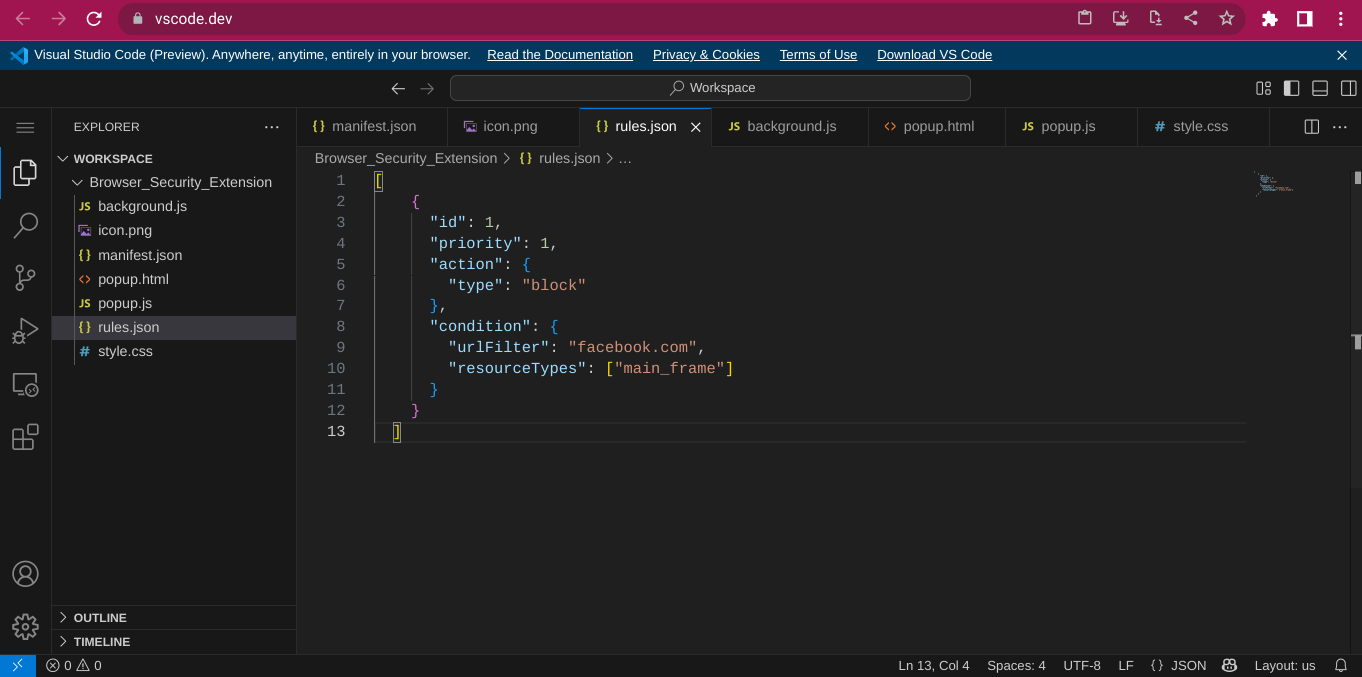 vscode.dev
Visual Studio Code (Preview). Anywhere, anytime, entirely in your browser. Read the Documentation Privacy & Cookies Terms of Use Download VS Code
Workspace
EXPLORER
WORKSPACE
Browser_Security_Extension
JS background.js
icon.png
{} manifest.json
<> popup.html
JS popup.js
{} rules.json
# style.css
OUTLINE
TIMELINE
{} manifest.json icon.png {} rules.json JS background.js <> popup.html JS popup.js # style.css
Browser_Security_Extension > {} rules.json > ...
1 [
2 {
3 "id": 1,
4 "priority": 1,
5 "action": {
6 "type": "block"
7 },
8 "condition": {
9 "urlFilter": "facebook.com",
10 "resourceTypes": ["main_frame"]
11 }
12 }
13 ]
0 0 Ln 13, Col 4 Spaces: 4 UTF-8 LF {} JSON Layout: us